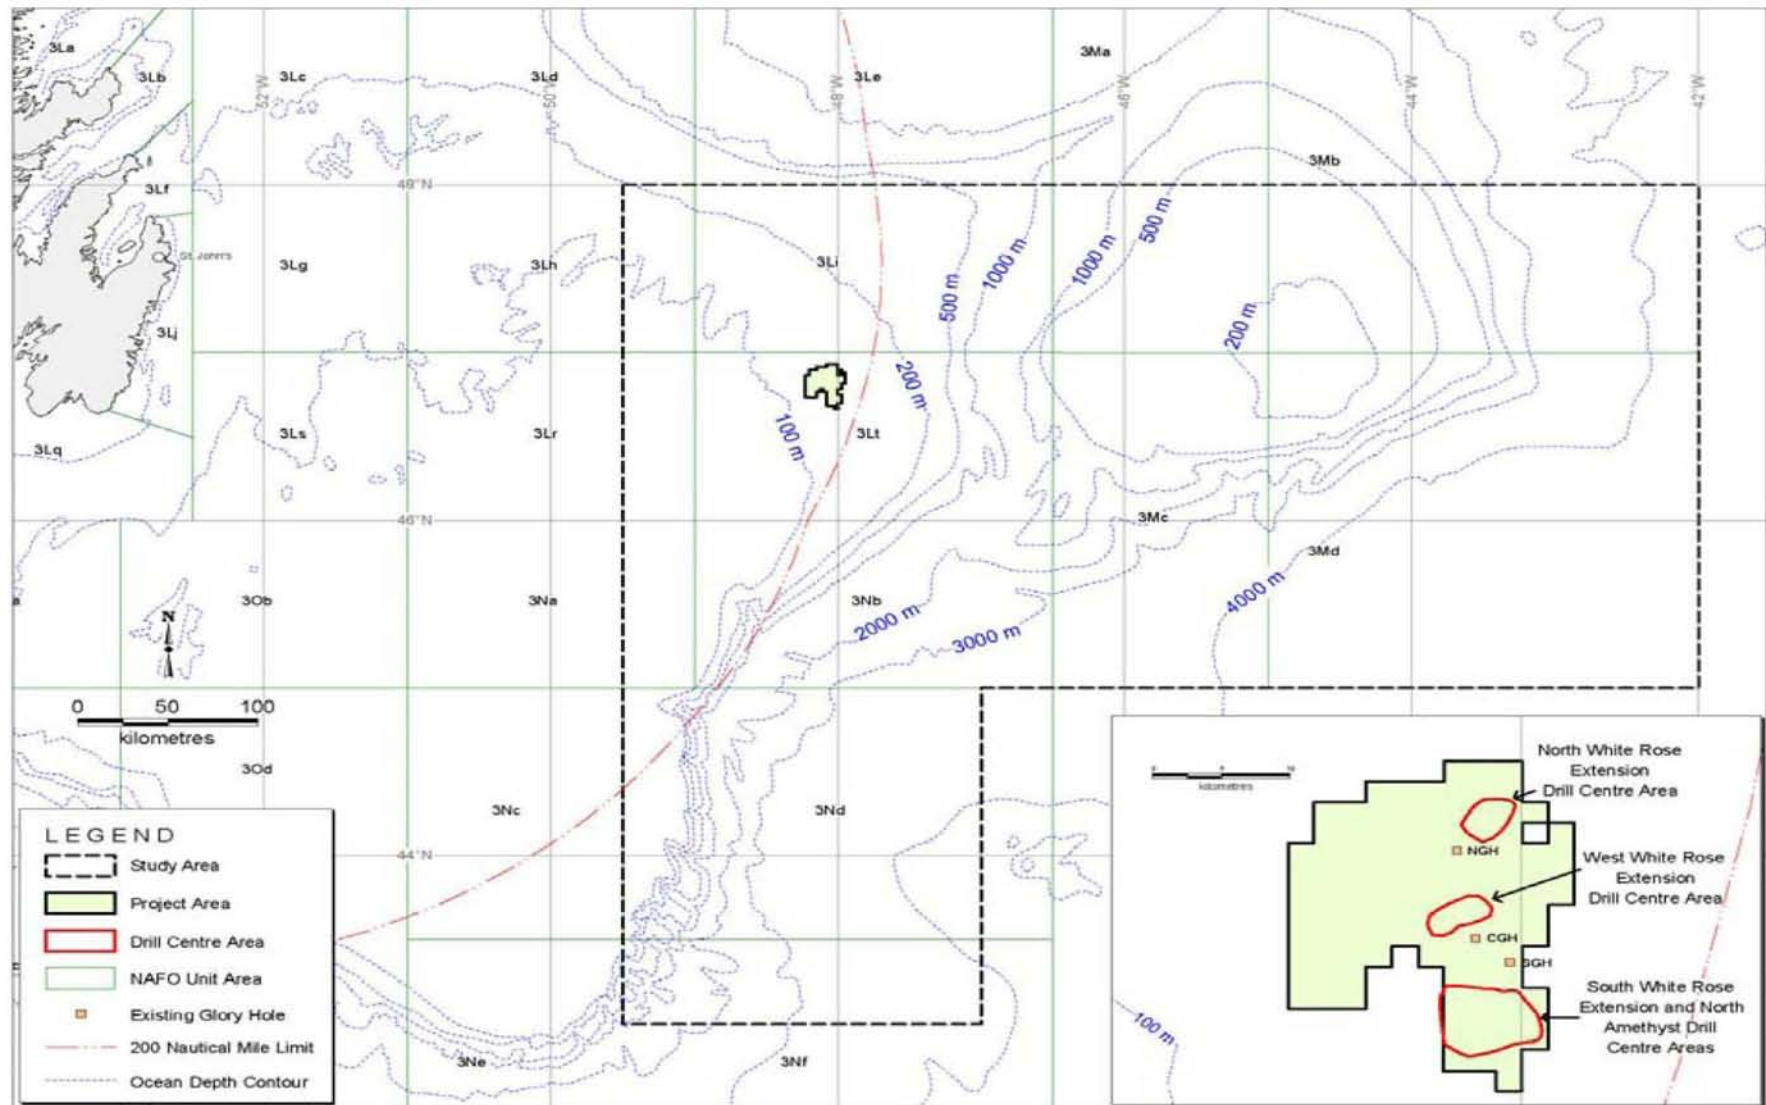 3La
3Lb
3Lc
3Ld
3Le
3Ma
52°W
50°W
48°W
46°W
44°W
42°W
3Mb
48°N
3Lf
St. John's
3Lg
3Lh
3Li
500 m
1000 m
1000 m
500 m
200 m
3Lj
200 m
100 m
3Lq
3Ls
3Lr
3Lt
46°N
3Mc
3Md
4000 m
a
3Ob
3Na
3Nb
2000 m
3000 m
N
0 50 100
kilometres
3Od
3Nc
3Nd
44°N
3Ne
3Nf
100 m
LEGEND
Study Area
Project Area
Drill Centre Area
NAFO Unit Area
Existing Glory Hole
200 Nautical Mile Limit
Ocean Depth Contour
kilometres
North White Rose
Extension
Drill Centre Area
NGH
West White Rose
Extension
Drill Centre Area
CGH
SGH
South White Rose
Extension and North
Amethyst Drill
Centre Areas